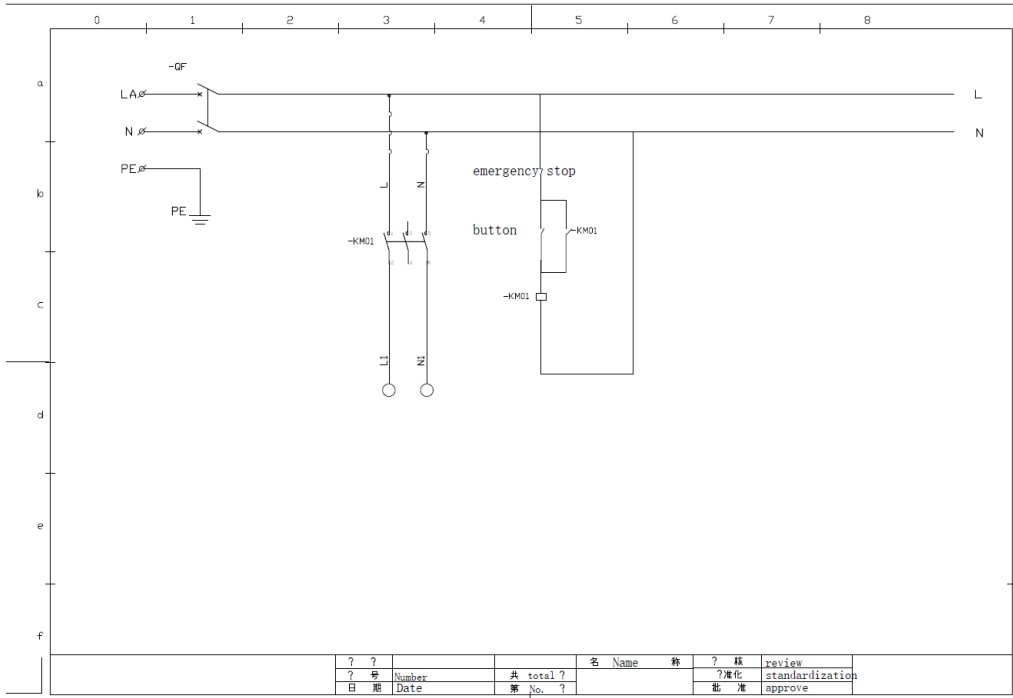 0 1 2 3 4 5 6 7 8
a
-QF
LA L
N N
PE
b
emergency stop
L N
PE
button -KM01
-KM01
c
-KM01
L1 N1
d
e
f
? ? 名 Name 称 ? 核 review
? 号 Number 共 total ? ?准化 standardization
日 期 Date 第 No. ? 批 准 approve